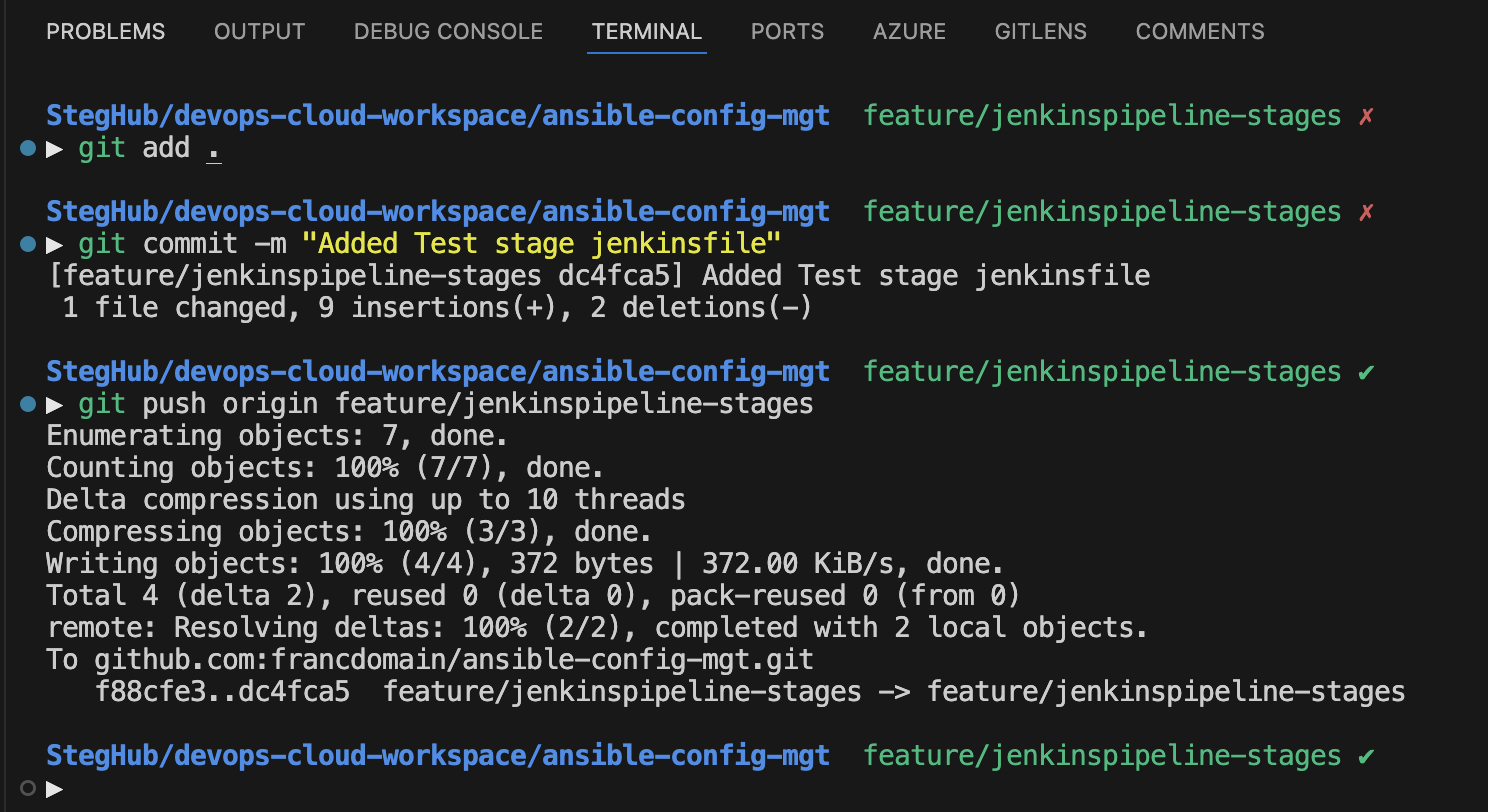 PROBLEMS OUTPUT DEBUG CONSOLE TERMINAL PORTS AZURE GITLENS COMMENTS
StegHub/devops-cloud-workspace/ansible-config-mgt feature/jenkinspipeline-stages ✗
▶ git add .
StegHub/devops-cloud-workspace/ansible-config-mgt feature/jenkinspipeline-stages ✗
▶ git commit -m "Added Test stage jenkinsfile"
[feature/jenkinspipeline-stages dc4fca5] Added Test stage jenkinsfile
1 file changed, 9 insertions(+), 2 deletions(-)
StegHub/devops-cloud-workspace/ansible-config-mgt feature/jenkinspipeline-stages ✔
▶ git push origin feature/jenkinspipeline-stages
Enumerating objects: 7, done.
Counting objects: 100% (7/7), done.
Delta compression using up to 10 threads
Compressing objects: 100% (3/3), done.
Writing objects: 100% (4/4), 372 bytes | 372.00 KiB/s, done.
Total 4 (delta 2), reused 0 (delta 0), pack-reused 0 (from 0)
remote: Resolving deltas: 100% (2/2), completed with 2 local objects.
To github.com:francdomain/ansible-config-mgt.git
f88cfe3..dc4fca5 feature/jenkinspipeline-stages -> feature/jenkinspipeline-stages
StegHub/devops-cloud-workspace/ansible-config-mgt feature/jenkinspipeline-stages ✔
▶